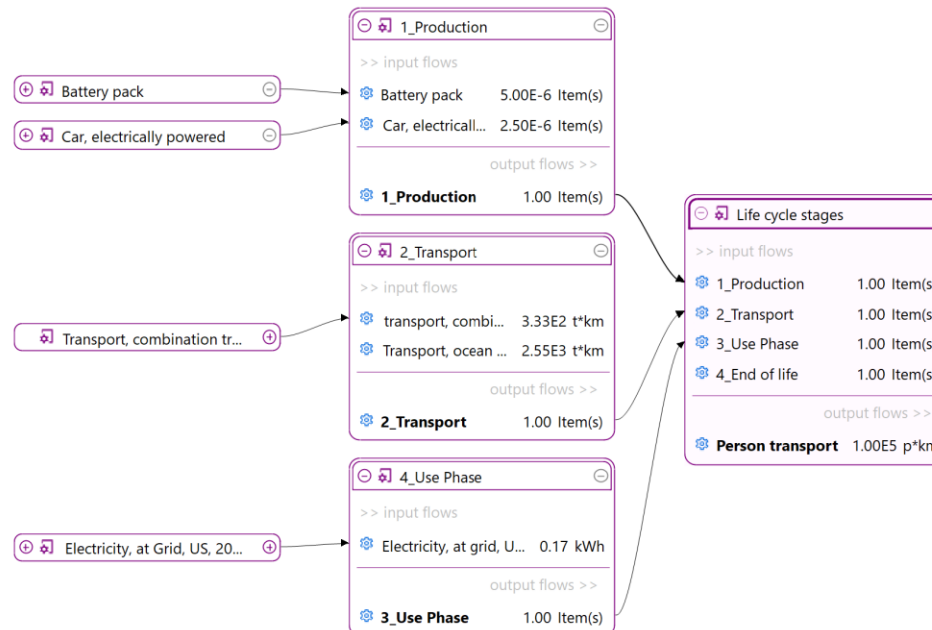 Battery pack
Car, electrically powered
Transport, combination tr...
Electricity, at Grid, US, 20...
1_Production
>> input flows
Battery pack 5.00E-6 Item(s)
Car, electricall... 2.50E-6 Item(s)
output flows >>
1_Production 1.00 Item(s)
2_Transport
>> input flows
transport, combi... 3.33E2 t*km
Transport, ocean ... 2.55E3 t*km
output flows >>
2_Transport 1.00 Item(s)
4_Use Phase
>> input flows
Electricity, at grid, U... 0.17 kWh
output flows >>
3_Use Phase 1.00 Item(s)
Life cycle stages
>> input flows
1_Production 1.00 Item(s
2_Transport 1.00 Item(s
3_Use Phase 1.00 Item(s
4_End of life 1.00 Item(s
output flows >>
Person transport 1.00E5 p*km